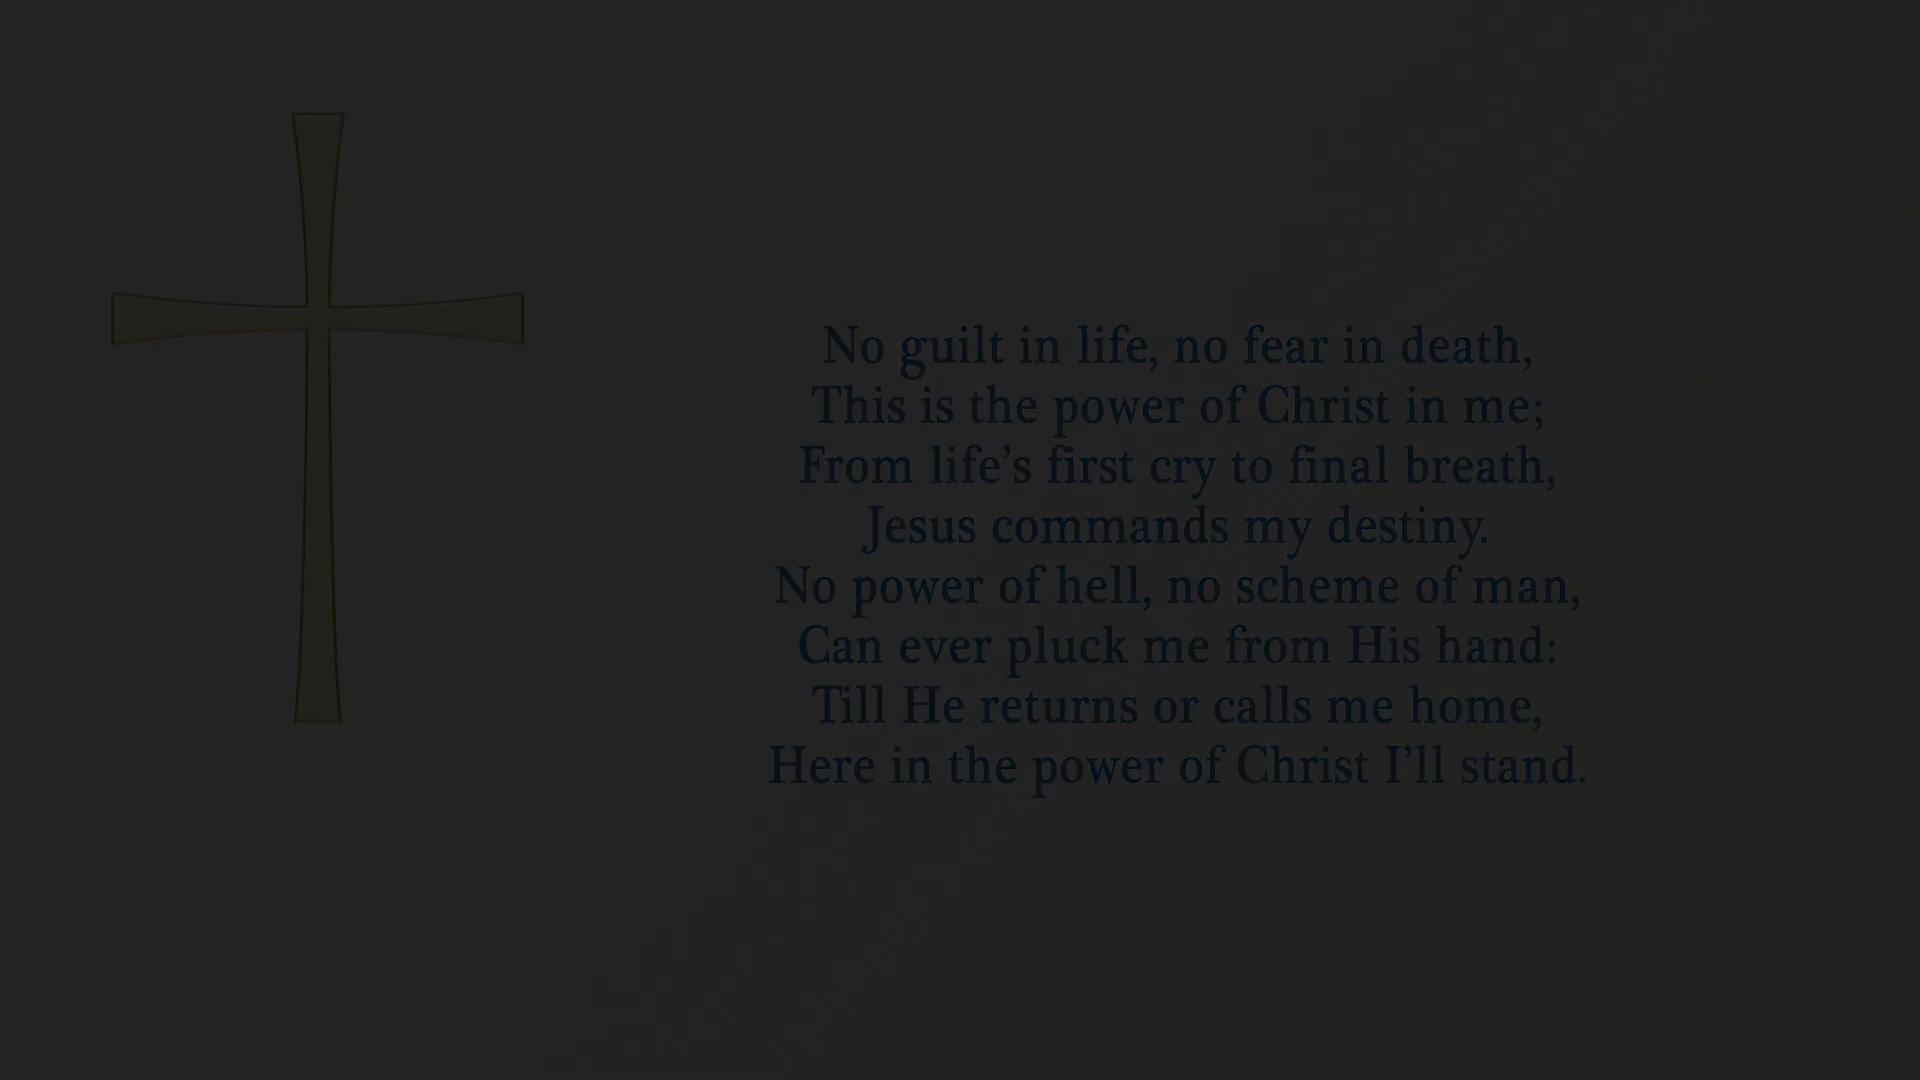 No guilt in life, no fear in death,
This is the power of Christ in me;
From life’s first cry to final breath,
Jesus commands my destiny.
No power of hell, no scheme of man,
Can ever pluck me from His hand:
Till He returns or calls me home,
Here in the power of Christ I’ll stand.